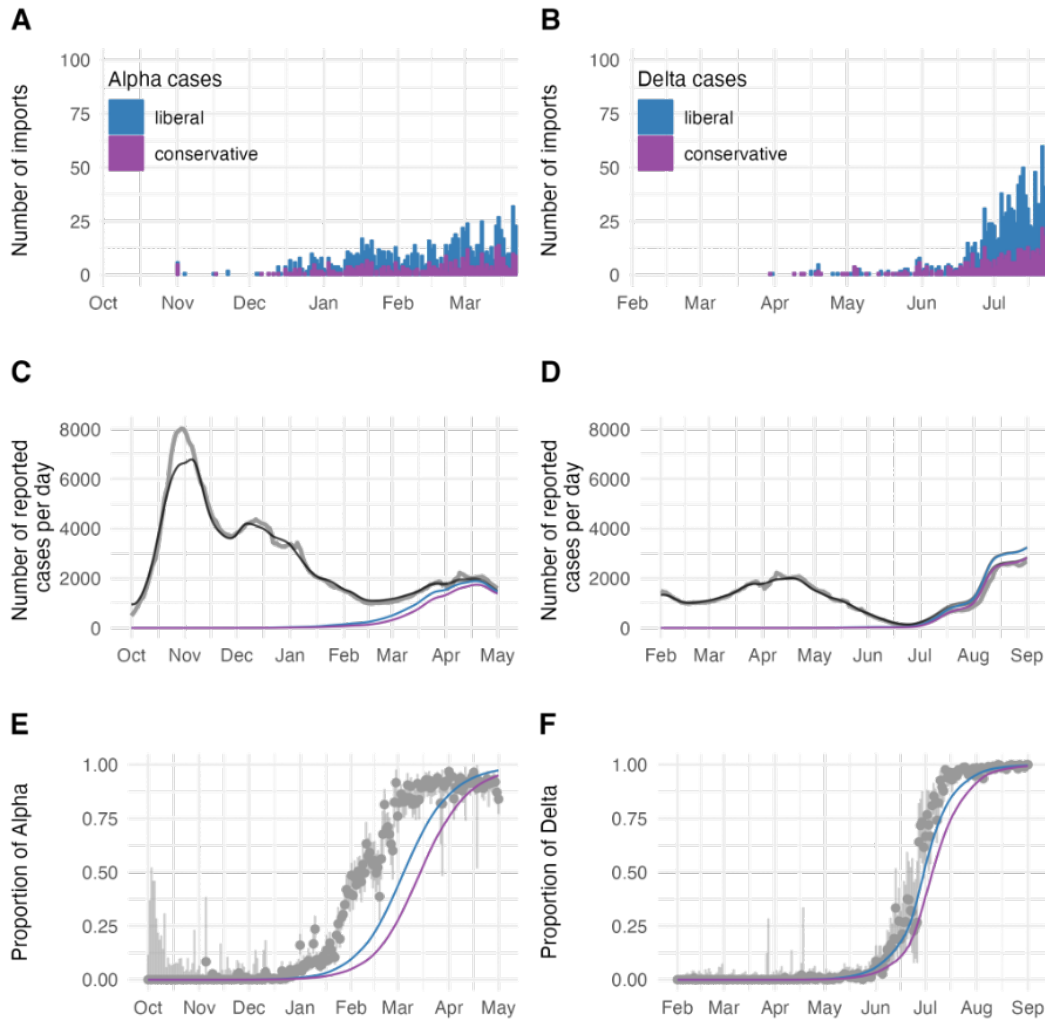 A
Number of imports
100
75
50
25
0
Alpha cases
liberal
conservative
Oct Nov Dec Jan Feb Mar
B
Number of imports
100
75
50
25
0
Delta cases
liberal
conservative
Feb Mar Apr May Jun Jul
C
Number of reported
cases per day
8000
6000
4000
2000
0
Oct Nov Dec Jan Feb Mar Apr May
D
Number of reported
cases per day
8000
6000
4000
2000
0
Feb Mar Apr May Jun Jul Aug Sep
E
Proportion of Alpha
1.00
0.75
0.50
0.25
0.00
Oct Nov Dec Jan Feb Mar Apr May
F
Proportion of Delta
1.00
0.75
0.50
0.25
0.00
Feb Mar Apr May Jun Jul Aug Sep